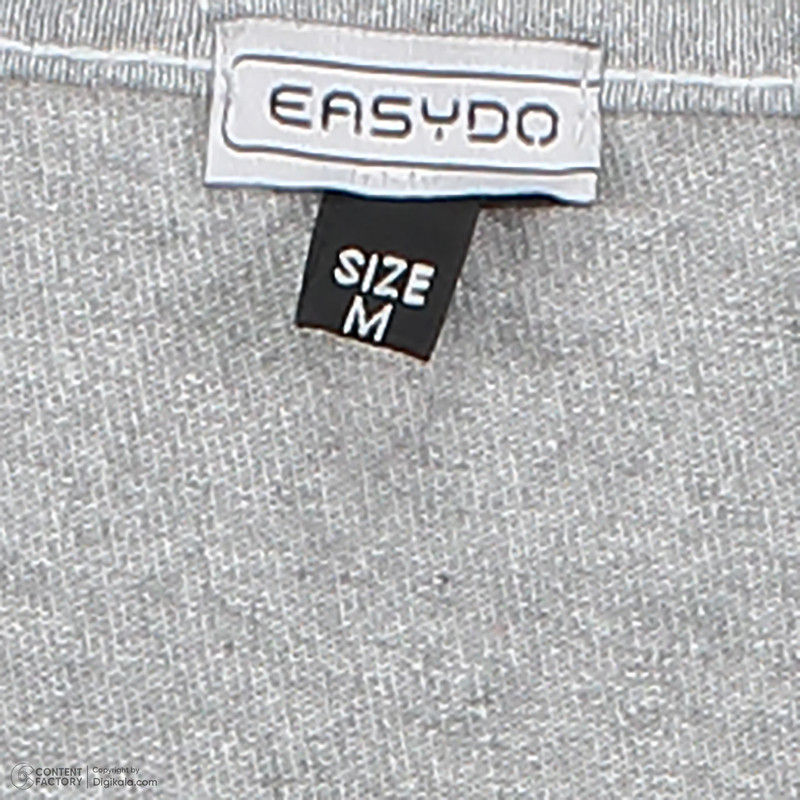 EASYDO
SIZE
M
CONTENT
FACTORY
Copyright by
Digikala.com